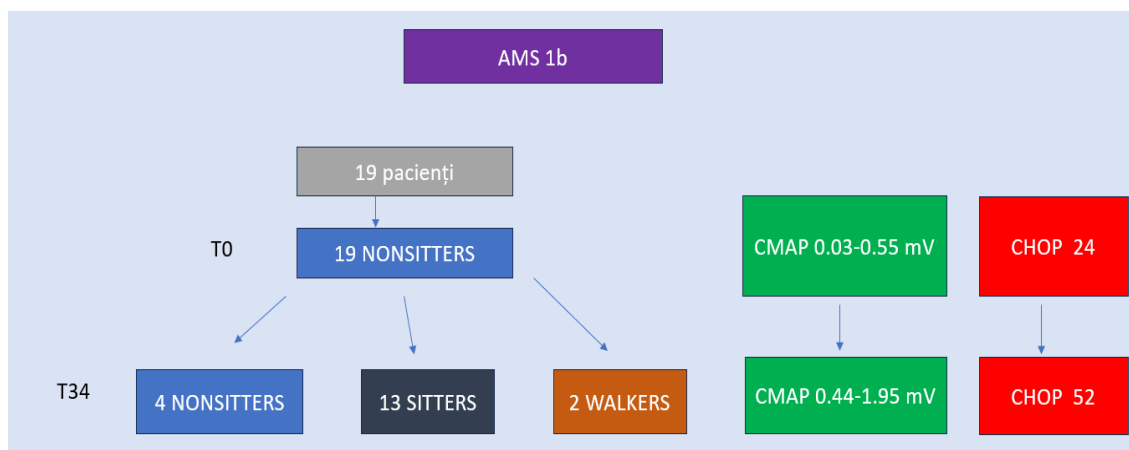 AMS 1b
19 pacienți
T0
19 NONSITTERS
CMAP 0.03-0.55 mV
CHOP  24
T34
4 NONSITTERS
13 SITTERS
2 WALKERS
CMAP 0.44-1.95 mV
CHOP  52